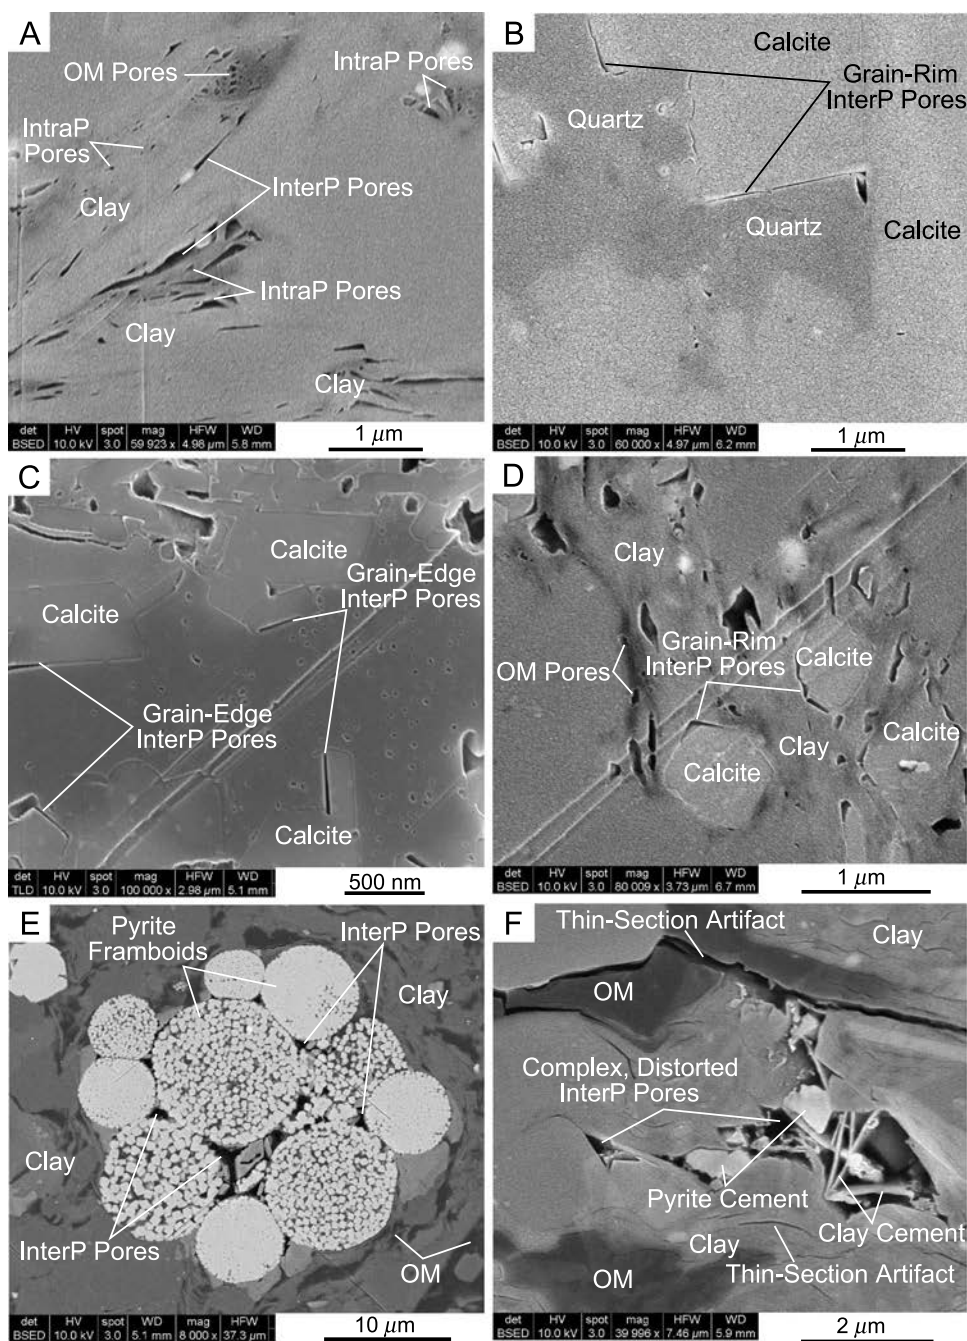 A
OM Pores
IntraP Pores
IntraP
Pores
InterP Pores
Clay
IntraP Pores
Clay
Clay
det HV spot mag HFW WD
BSED 10.0 kV 3.0 59 923 x 4.98 µm 5.8 mm
1 µm
B
Calcite
Grain-Rim
InterP Pores
Quartz
Quartz
Calcite
det HV spot mag HFW WD
BSED 10.0 kV 3.0 60 000 x 4.97 µm 6.2 mm
1 µm
C
Calcite
Grain-Edge
InterP Pores
Calcite
Grain-Edge
InterP Pores
Calcite
det HV spot mag HFW WD
TLD 10.0 kV 3.0 100 000 x 2.98 µm 5.1 mm
500 nm
D
Clay
Grain-Rim
InterP Pores
Calcite
OM Pores
Clay
Calcite
Calcite
det HV spot mag HFW WD
BSED 10.0 kV 3.0 80 009 x 3.73 µm 6.7 mm
1 µm
E
Pyrite
Framboids
InterP Pores
Clay
Clay
InterP Pores
OM
det HV spot WD mag HFW
BSED 10.0 kV 3.0 5.1 mm 8 000 x 37.3 µm
10 µm
F
Thin-Section Artifact
Clay
OM
Complex, Distorted
InterP Pores
Pyrite Cement
Clay Cement
Clay
Thin-Section Artifact
OM
det HV spot mag HFW WD
BSED 10.0 kV 3.0 39 996 x 7.46 µm 5.9 mm
2 µm